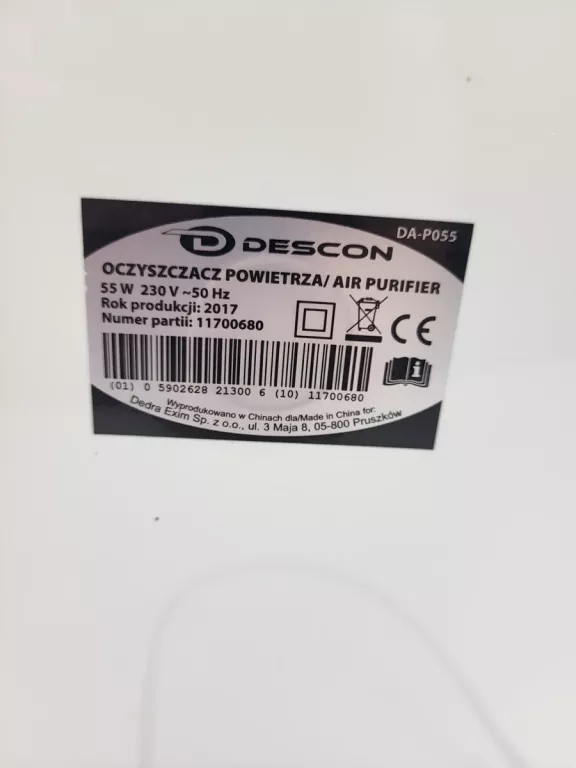 DA-P055
DESCON
OCZYSZCZACZ POWIETRZA/ AIR PURIFIER
55 W 230 V ~50 Hz
Rok produkcji: 2017
Numer partii: 11700680
CE
(01) 0 5902628 21300 6 (10) 11700680
Wyprodukowano w Chinach dla/Made in China for:
Dedra Exim Sp. z o.o., ul. 3 Maja 8, 05-800 Pruszków